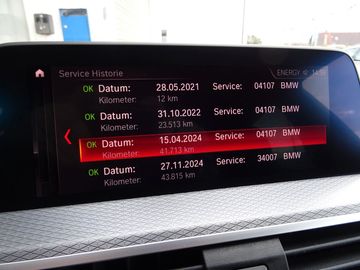 Service Historie ENERGY
OK Datum: 28.05.2021 Service: 04107 BMW
Kilometer: 12 km
OK Datum: 31.10.2022 Service: 04107 BMW
Kilometer: 23.513 km
OK Datum: 15.04.2024 Service: 04107 BMW
Kilometer: 41.713 km
OK Datum: 27.11.2024 Service: 34007 BMW
Kilometer: 43.815 km